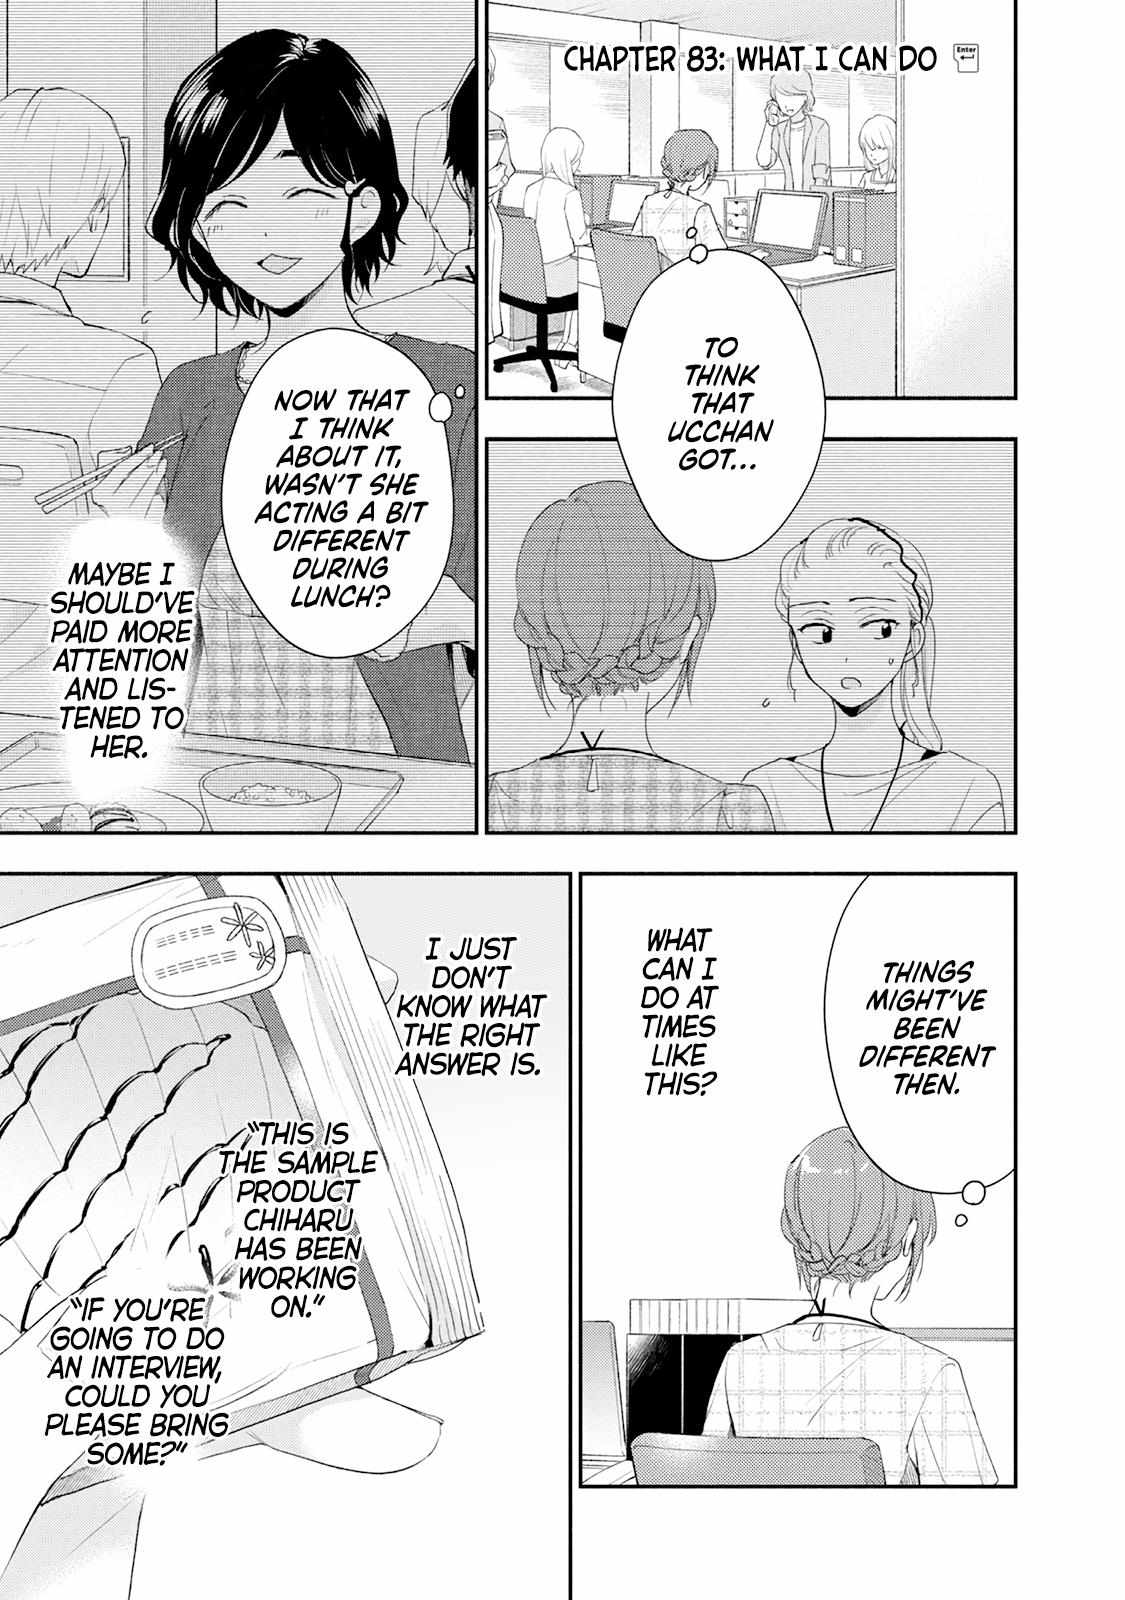 CHAPTER 83: WHAT I CAN DO
Enter
TO
THINK
THAT
UCCHAN
GOT...
NOW THAT
I THINK
ABOUT IT,
WASN'T SHE
ACTING A BIT
DIFFERENT
DURING
LUNCH?
MAYBE I
SHOULD'VE
PAID MORE
ATTENTION
AND LIS-
TENED TO
HER.
THINGS
MIGHT'VE
BEEN
DIFFERENT
THEN.
WHAT
CAN I
DO AT
TIMES
LIKE
THIS?
I JUST
DON'T
KNOW WHAT
THE RIGHT
ANSWER IS.
"THIS IS
THE SAMPLE
PRODUCT
CHIHARU
HAS BEEN
WORKING
ON."
"IF YOU'RE
GOING TO DO
AN INTERVIEW,
COULD YOU
PLEASE BRING
SOME?"